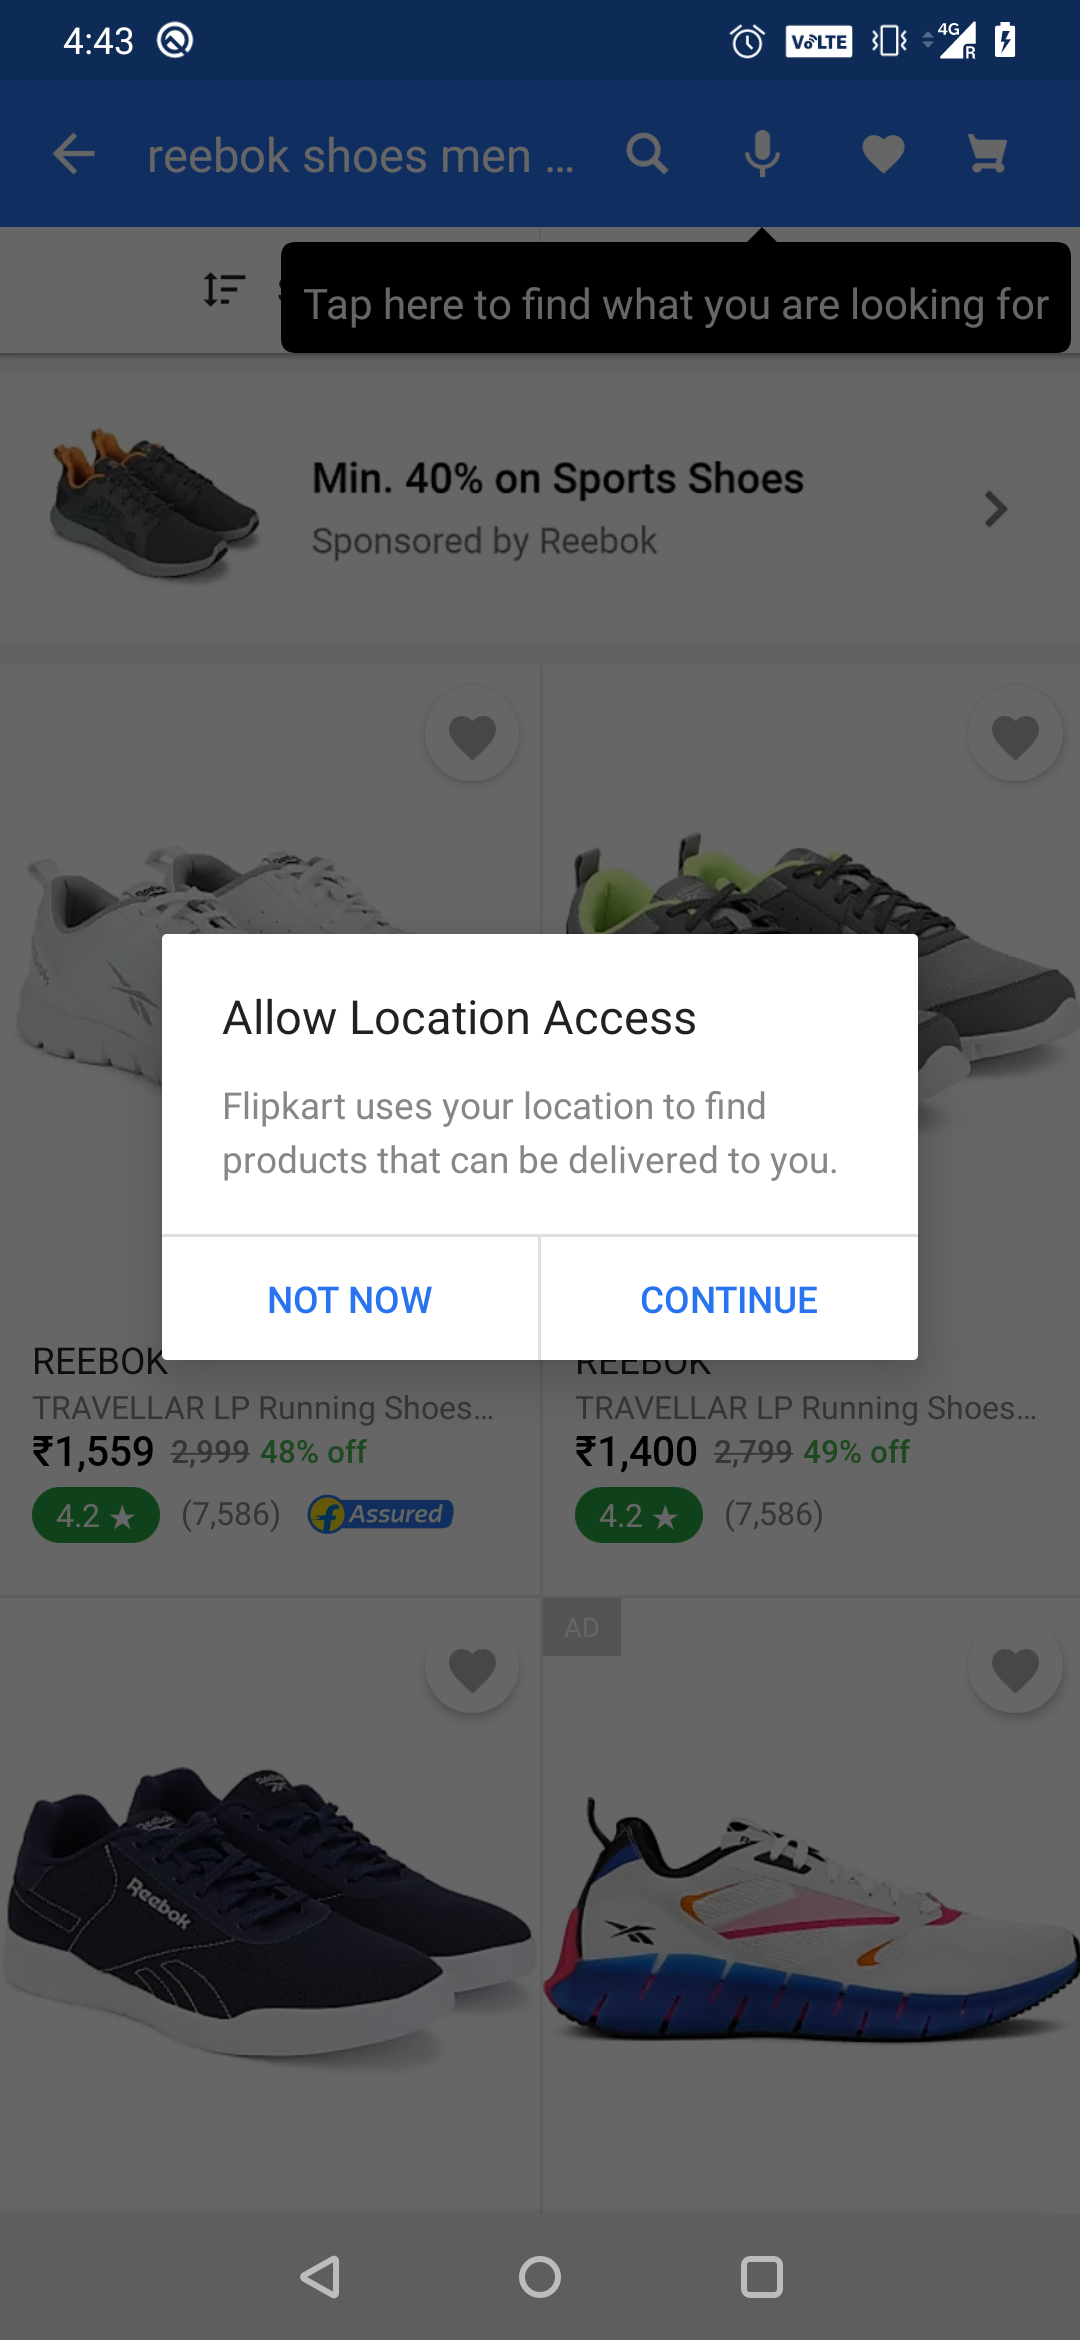 4:43
VoLTE
4G
R
reebok shoes men ...
Tap here to find what you are looking for
Min. 40% on Sports Shoes
Sponsored by Reebok
Allow Location Access
Flipkart uses your location to find
products that can be delivered to you.
NOT NOW
CONTINUE
REEBOK
TRAVELLAR LP Running Shoes...
₹1,559 2,999 48% off
4.2 ★ (7,586) f Assured
REEBOK
TRAVELLAR LP Running Shoes...
₹1,400 2,799 49% off
4.2 ★ (7,586)
AD
Reebok